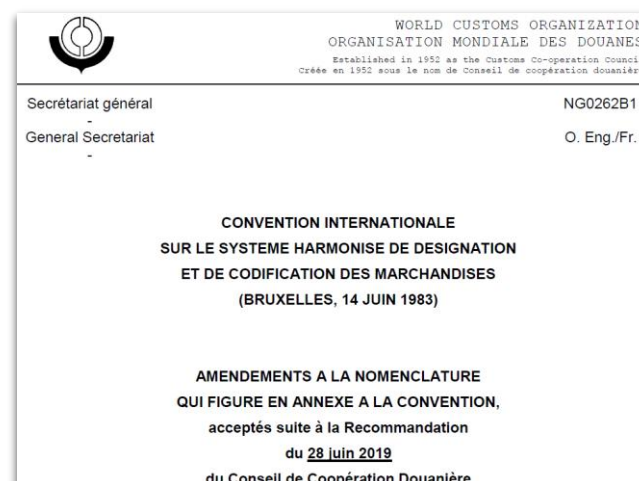 WORLD CUSTOMS ORGANIZATION
ORGANISATION MONDIALE DES DOUANES
Established in 1952 as the Customs Co-operation Counci
Créée en 1952 sous le nom de Conseil de coopération douanièr
Secrétariat général
NG0262B1
-
General Secretariat
O. Eng./Fr.
-
CONVENTION INTERNATIONALE
SUR LE SYSTEME HARMONISE DE DESIGNATION
ET DE CODIFICATION DES MARCHANDISES
(BRUXELLES, 14 JUIN 1983)
AMENDEMENTS A LA NOMENCLATURE
QUI FIGURE EN ANNEXE A LA CONVENTION,
acceptés suite à la Recommandation
du 28 juin 2019
du Conseil de Coopération Douanière